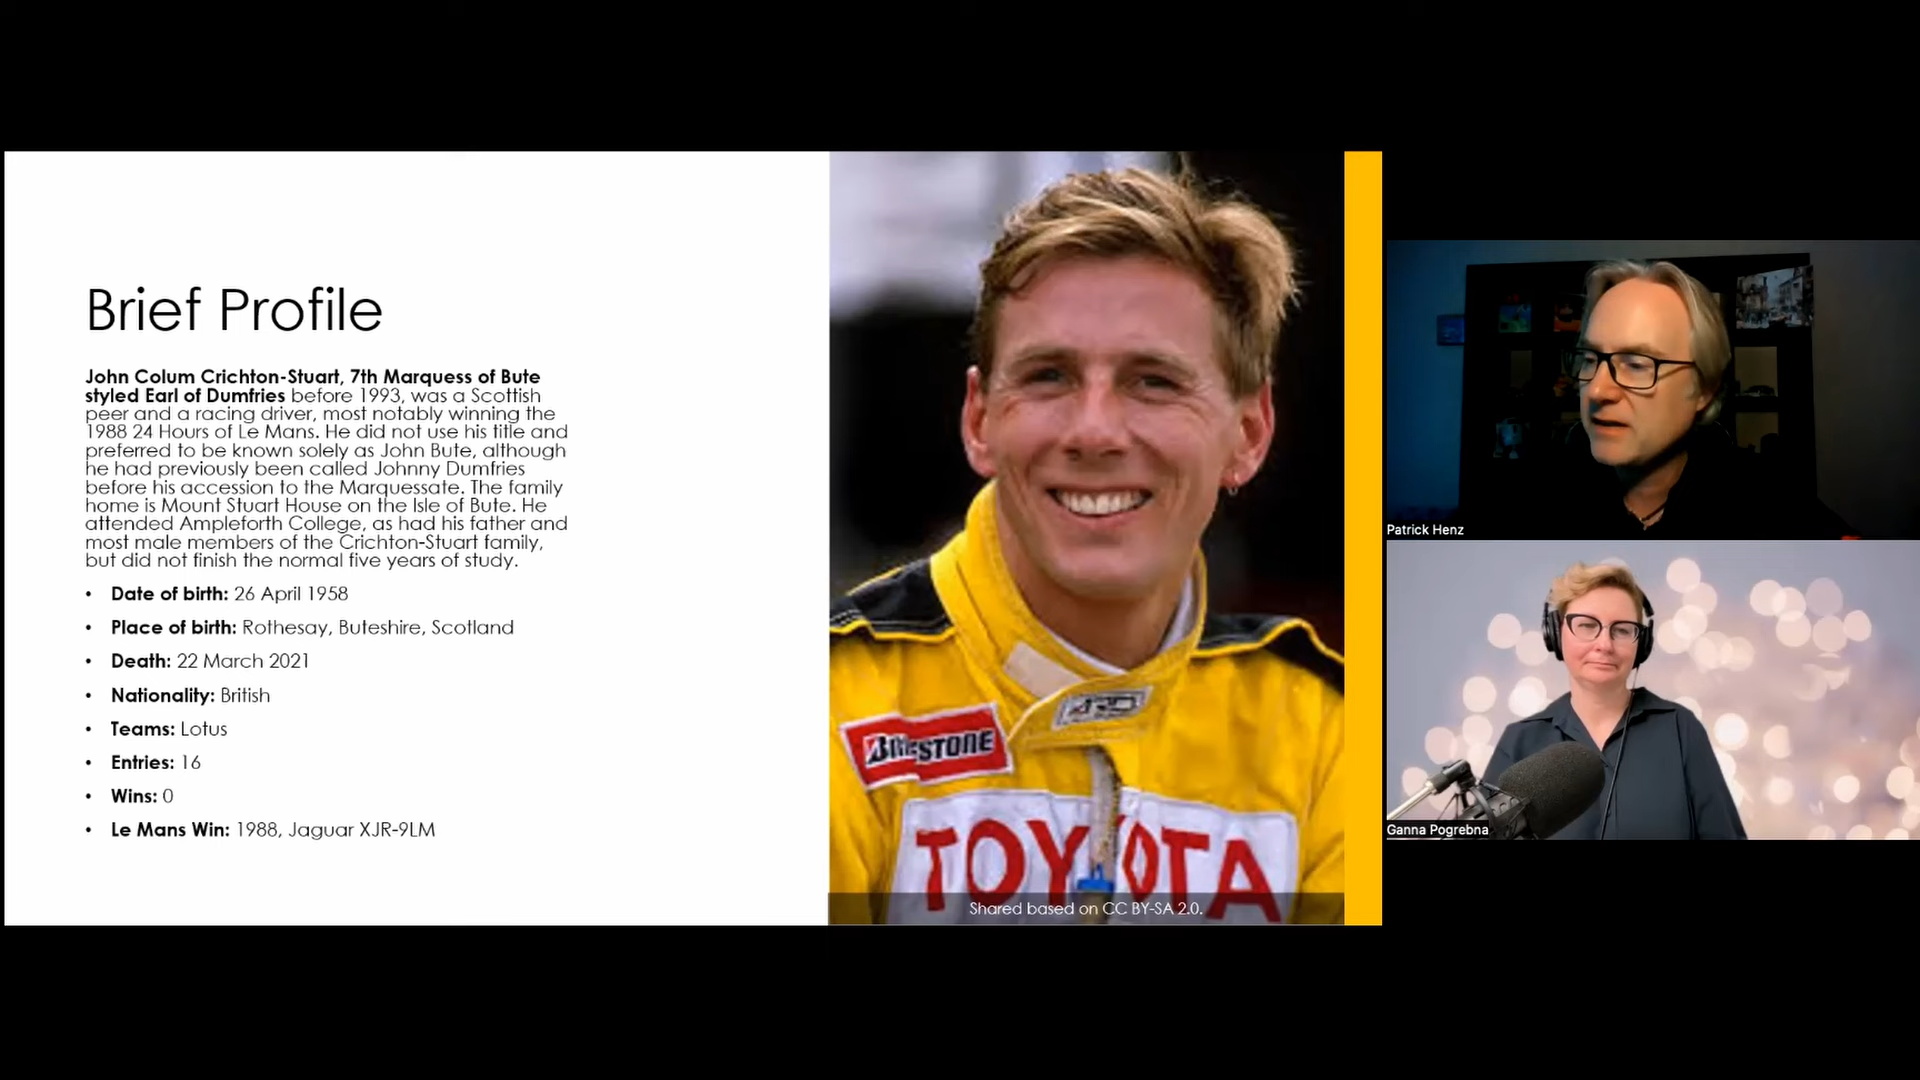 Brief Profile
John Colum Crichton-Stuart, 7th Marquess of Bute
styled Earl of Dumfries before 1993, was a Scottish
peer and a racing driver, most notably winning the
1988 24 Hours of Le Mans. He did not use his title and
preferred to be known solely as John Bute, although
he had previously been called Johnny Dumfries
before his accession to the Marquessate. The family
home is Mount Stuart House on the Isle of Bute. He
attended Ampleforth College, as had his father and
most male members of the Crichton-Stuart family,
but did not finish the normal five years of study.
• Date of birth: 26 April 1958
• Place of birth: Rothesay, Buteshire, Scotland
• Death: 22 March 2021
• Nationality: British
• Teams: Lotus
• Entries: 16
• Wins: 0
• Le Mans Win: 1988, Jaguar XJR-9LM
BRIDGESTONE
TOYOTA
Shared based on CC BY-SA 2.0.
Patrick Henz
Ganna Pogrebna